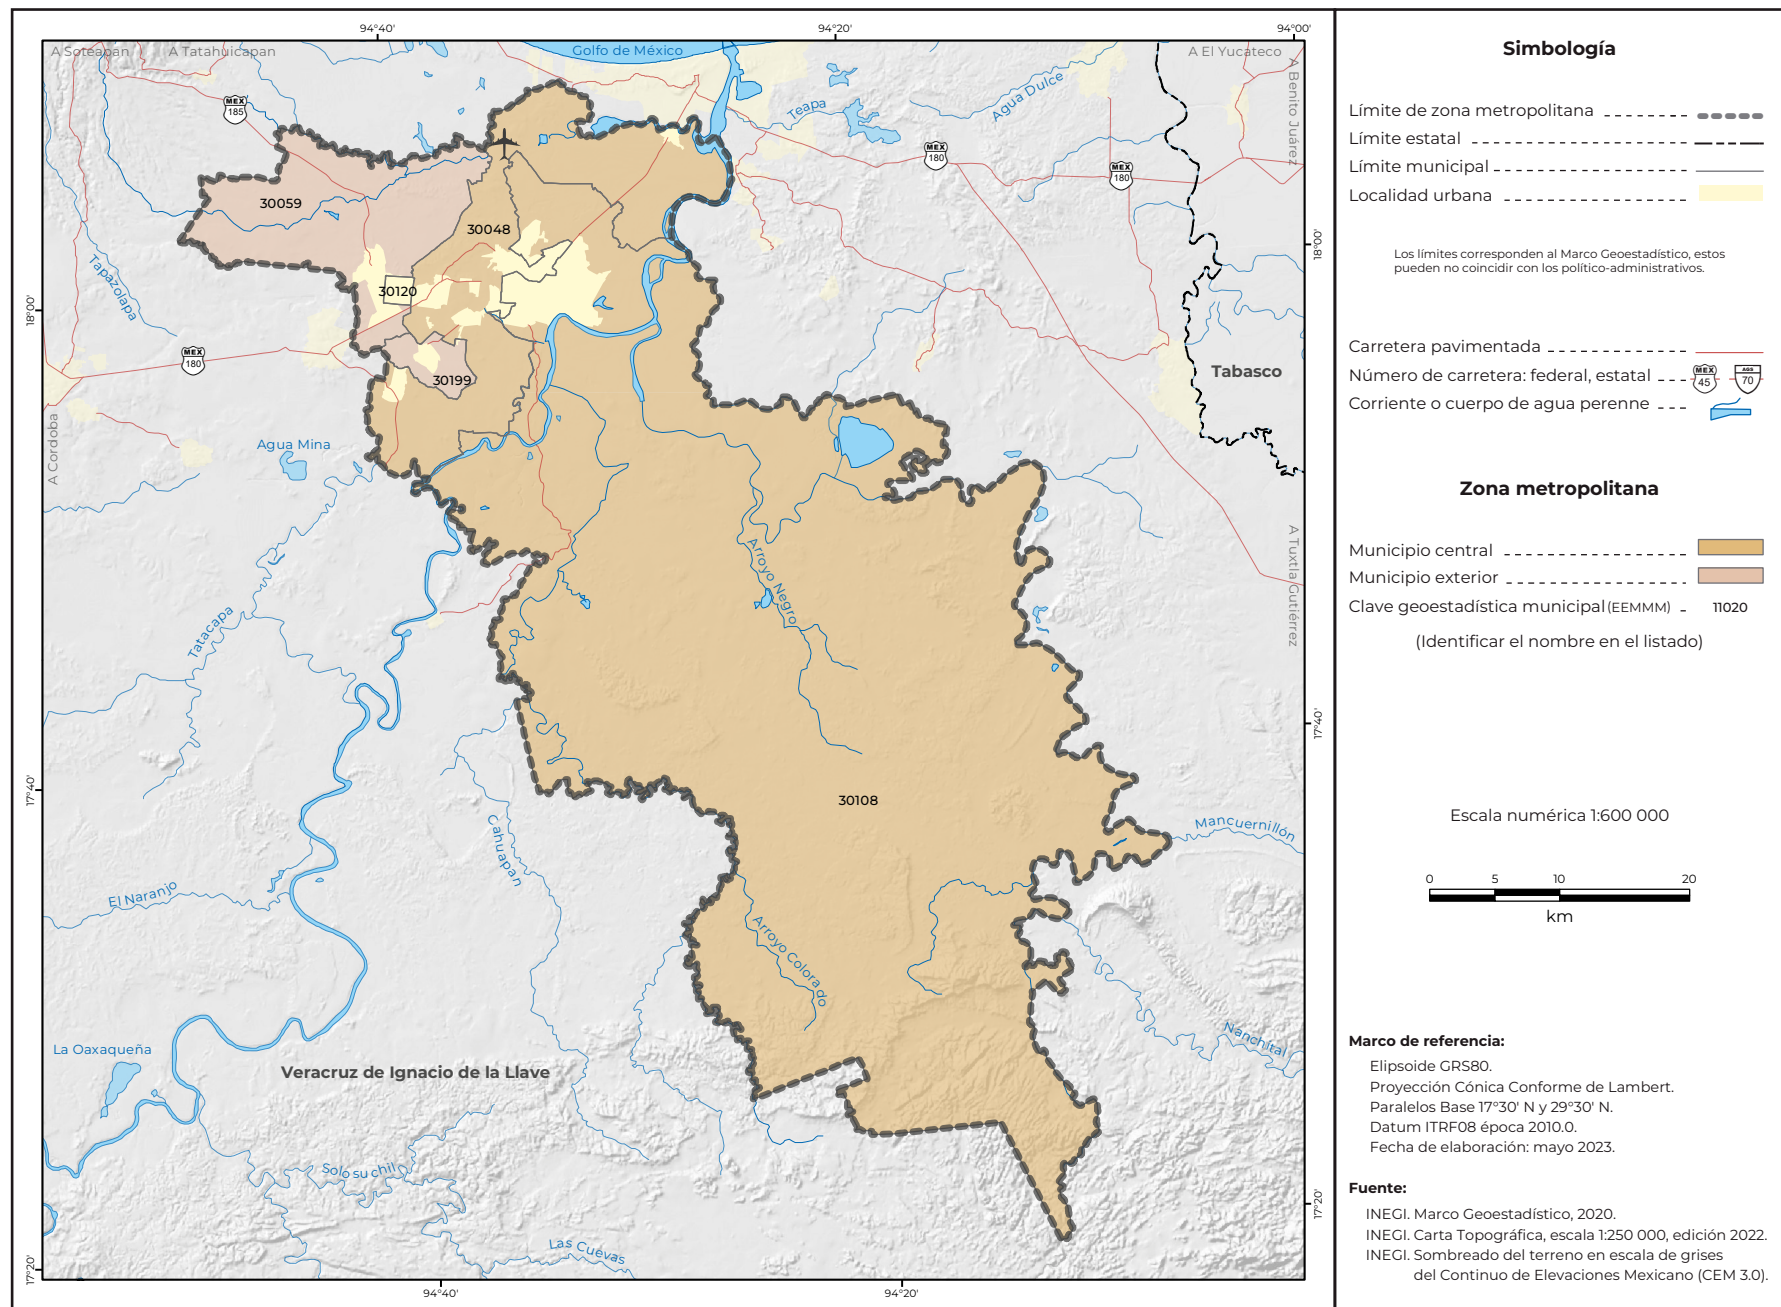 94°40'
94°20'
94°00'
A Soteapan
A Tatahuicapan
Golfo de México
A El Yucateco
A Benito Juárez
MEX
185
Teapa
Agua Dulce
MEX
180
MEX
180
30059
30048
18°00'
Tapazolapa
30120
18°00'
MEX
180
30199
Tabasco
A Cordoba
Agua Mina
A Tuxtla Gutiérrez
Arroyo Negro
Tatacapa
17°40'
17°40'
30108
Mancuernillón
Cahuapan
El Naranjo
Arroyo Colorado
Nanchital
La Oaxaqueña
Veracruz de Ignacio de la Llave
Solosuchil
17°20'
Las Cuevas
17°20'
94°40'
94°20'
Simbología
Límite de zona metropolitana
Límite estatal
Límite municipal
Localidad urbana
Los límites corresponden al Marco Geoestadístico, estos
pueden no coincidir con los político-administrativos.
Carretera pavimentada
Número de carretera: federal, estatal MEX 45 AGS 70
Corriente o cuerpo de agua perenne
Zona metropolitana
Municipio central
Municipio exterior
Clave geoestadística municipal (EEMMM) 11020
(Identificar el nombre en el listado)
Escala numérica 1:600 000
0 5 10 20
km
Marco de referencia:
Elipsoide GRS80.
Proyección Cónica Conforme de Lambert.
Paralelos Base 17°30' N y 29°30' N.
Datum ITRF08 época 2010.0.
Fecha de elaboración: mayo 2023.
Fuente:
INEGI. Marco Geoestadístico, 2020.
INEGI. Carta Topográfica, escala 1:250 000, edición 2022.
INEGI. Sombreado del terreno en escala de grises
del Continuo de Elevaciones Mexicano (CEM 3.0).